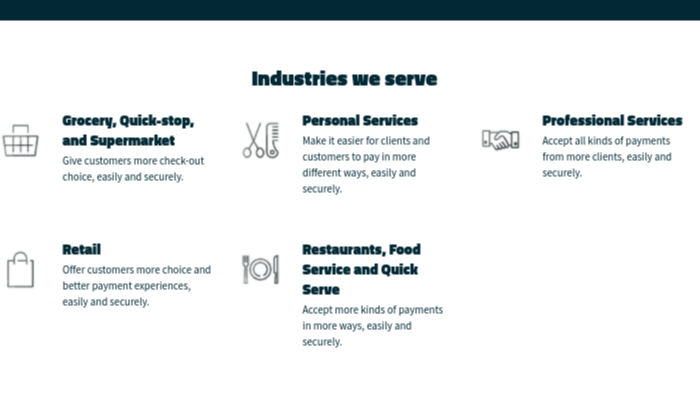 Industries we serve
Grocery, Quick-stop,
and Supermarket
Give customers more check-out
choice, easily and securely.
Personal Services
Make it easier for clients and
customers to pay in more
different ways, easily and
securely.
Professional Services
Accept all kinds of payments
from more clients, easily and
securely.
Retail
Offer customers more choice and
better payment experiences,
easily and securely.
Restaurants, Food
Service and Quick
Serve
Accept more kinds of payments
in more ways, easily and
securely.